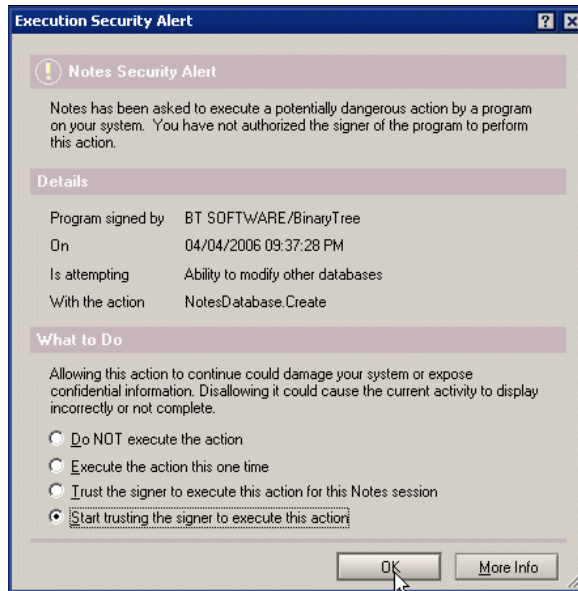 Execution Security Alert
Notes Security Alert
Notes has been asked to execute a potentially dangerous action by a program
on your system. You have not authorized the signer of the program to perform
this action.
Details
Program signed by BT SOFTWARE/BinaryTree
On 04/04/2006 09:37:28 PM
Is attempting Ability to modify other databases
With the action NotesDatabase.Create
What to Do
Allowing this action to continue could damage your system or expose
confidential information. Disallowing it could cause the current activity to display
incorrectly or not complete.
Do NOT execute the action
Execute the action this one time
Trust the signer to execute this action for this Notes session
Start trusting the signer to execute this action
OK More Info